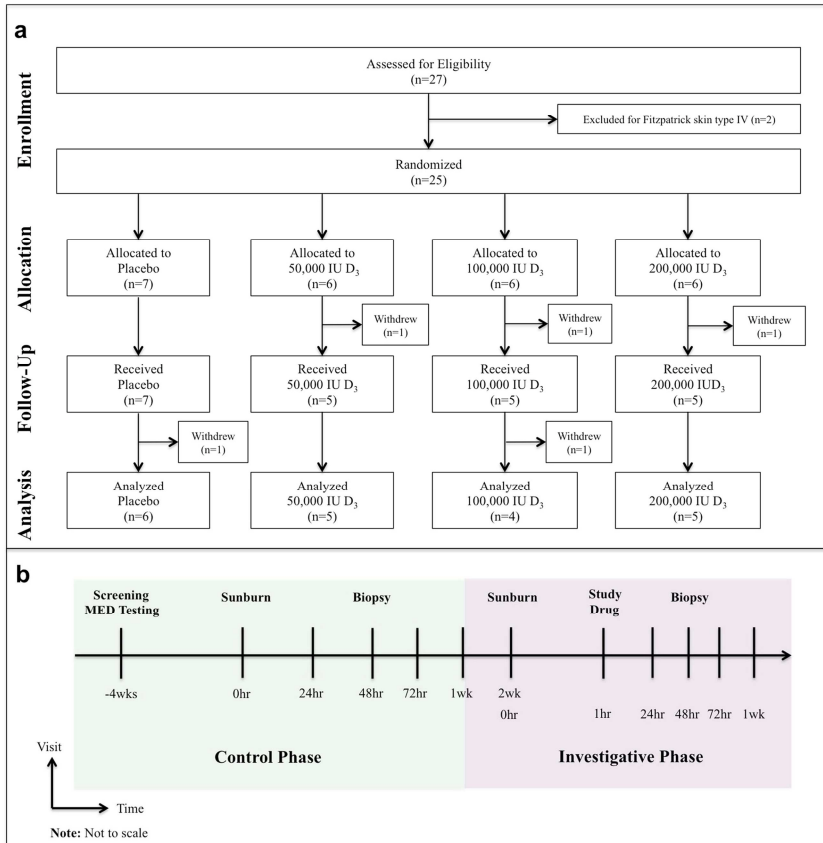 a
Enrollment
Assessed for Eligibility
(n=27)
Excluded for Fitzpatrick skin type IV (n=2)
Randomized
(n=25)
Allocation
Allocated to
Placebo
(n=7)
Allocated to
50,000 IU D₃
(n=6)
Allocated to
100,000 IU D₃
(n=6)
Allocated to
200,000 IU D₃
(n=6)
Withdrew
(n=1)
Withdrew
(n=1)
Withdrew
(n=1)
Follow-Up
Received
Placebo
(n=7)
Received
50,000 IU D₃
(n=5)
Received
100,000 IU D₃
(n=5)
Received
200,000 IUD₃
(n=5)
Withdrew
(n=1)
Withdrew
(n=1)
Analysis
Analyzed
Placebo
(n=6)
Analyzed
50,000 IU D₃
(n=5)
Analyzed
100,000 IU D₃
(n=4)
Analyzed
200,000 IU D₃
(n=5)
b
Screening
MED Testing
Sunburn
Biopsy
Sunburn
Study
Drug
Biopsy
-4wks
0hr
24hr
48hr
72hr
1wk
2wk
0hr
1hr
24hr
48hr
72hr
1wk
Control Phase
Investigative Phase
Visit
Time
Note: Not to scale